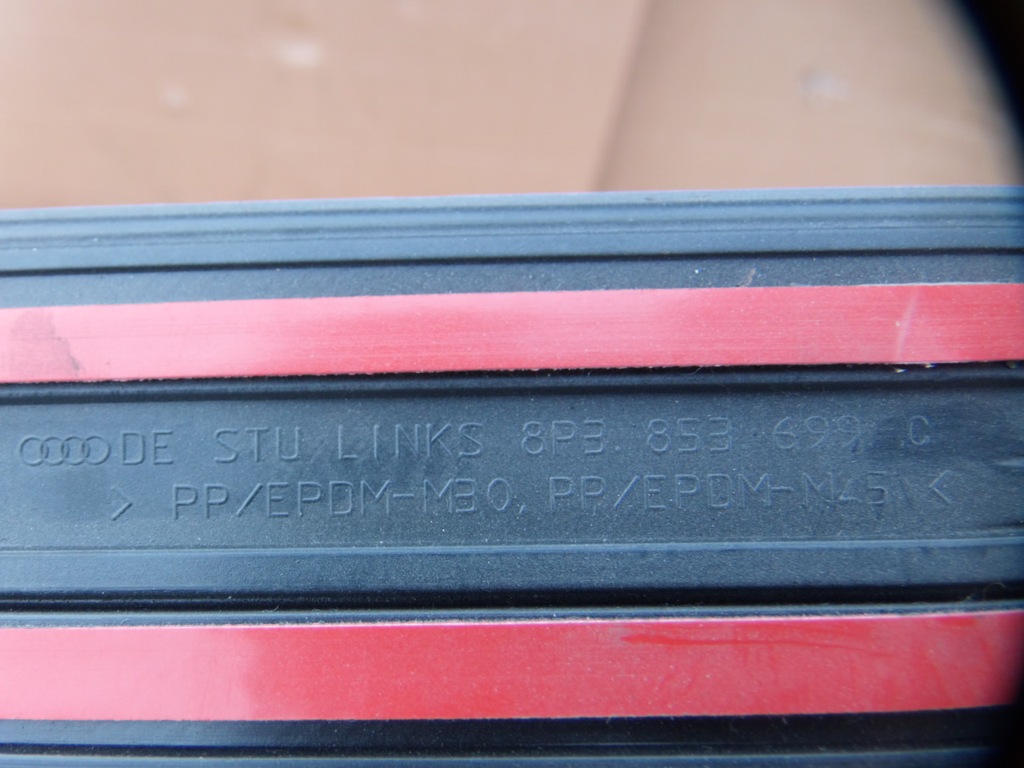 DE STU LINKS 8P3 853 699 C
> PP/EPDM-M30, PP/EPDM-M45 <